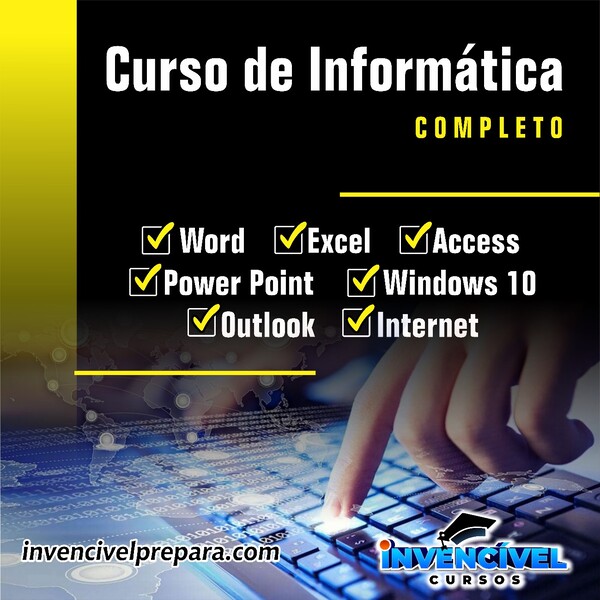 Curso de Informática
COMPLETO
Word Excel Access
Power Point Windows 10
Outlook Internet
invencivelprepara.com
INVENCÍVEL
CURSOS